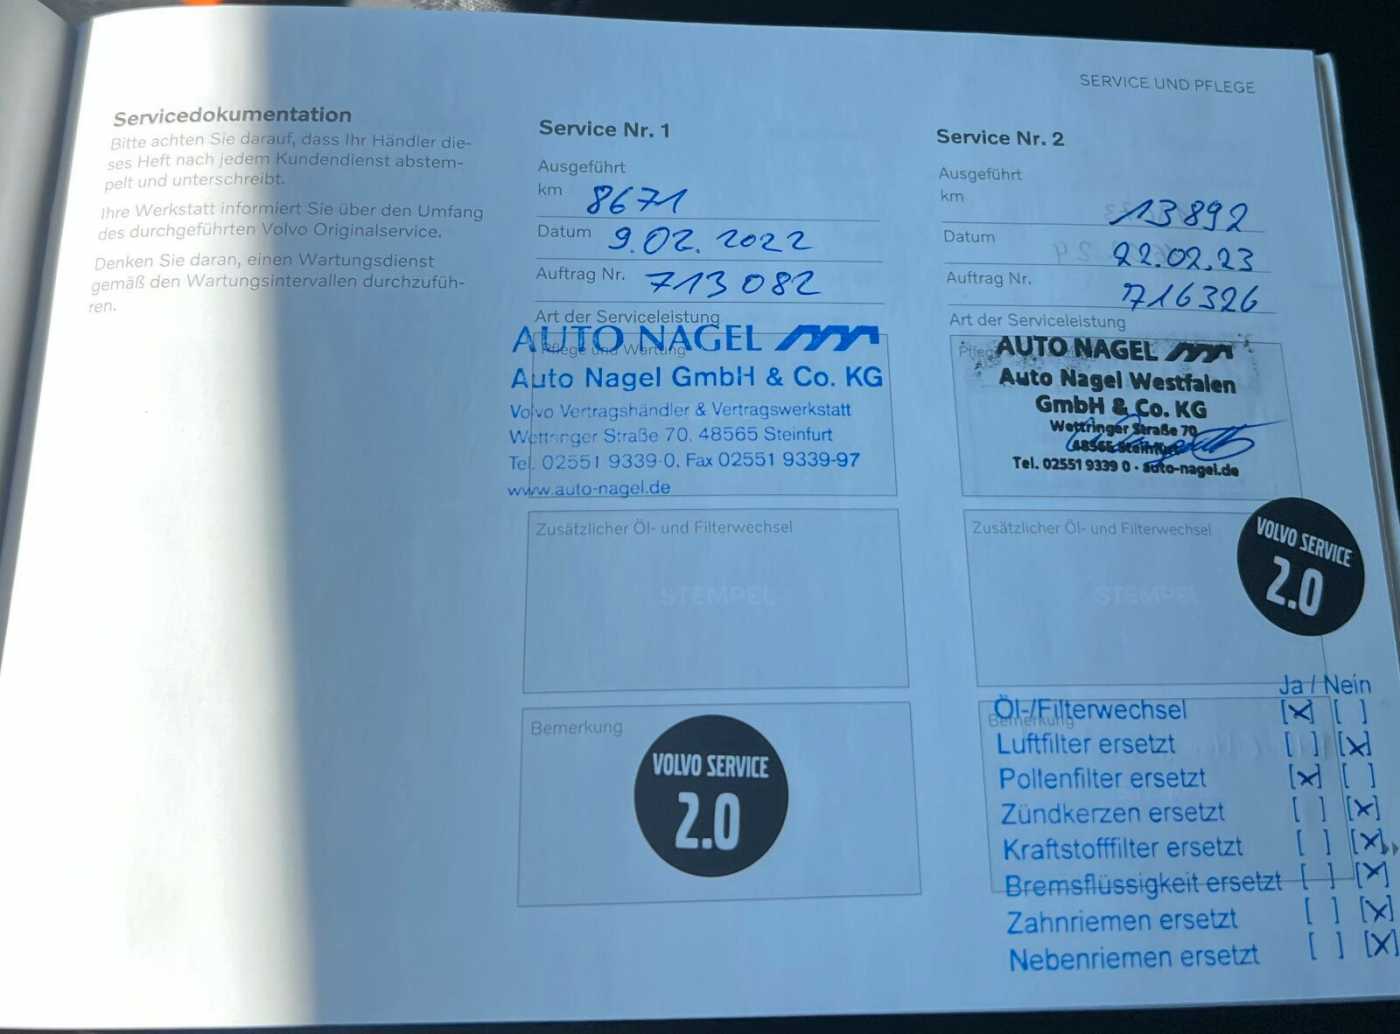 SERVICE UND PFLEGE
Servicedokumentation
Bitte achten Sie darauf, dass Ihr Händler die-
ses Heft nach jedem Kundendienst abstem-
pelt und unterschreibt.
Ihre Werkstatt informiert Sie über den Umfang
des durchgeführten Volvo Originalservice.
Denken Sie daran, einen Wartungsdienst
gemäß den Wartungsintervallen durchzufüh-
ren.
Service Nr. 1
Ausgeführt
km 8671
Datum 9.02.2022
Auftrag Nr. 713082
Art der Serviceleistung
Pflege und Wartung
AUTO NAGEL
Auto Nagel GmbH & Co. KG
Volvo Vertragshändler & Vertragswerkstatt
Wettringer Straße 70, 48565 Steinfurt
Tel. 02551 9339-0, Fax 02551 9339-97
www.auto-nagel.de
Zusätzlicher Öl- und Filterwechsel
STEMPEL
Bemerkung
VOLVO SERVICE
2.0
Service Nr. 2
Ausgeführt
km 13892
Datum 22.02.23
Auftrag Nr. 716326
Art der Serviceleistung
AUTO NAGEL
Auto Nagel Westfalen
GmbH & Co. KG
Wettringer Straße 70
48565 Steinfurt
Tel. 02551 9339 0 · auto-nagel.de
Zusätzlicher Öl- und Filterwechsel
STEMPEL
VOLVO SERVICE
2.0
Bemerkung
Ja / Nein
Öl-/Filterwechsel [x] [ ]
Luftfilter ersetzt [ ] [x]
Pollenfilter ersetzt [x] [ ]
Zündkerzen ersetzt [ ] [x]
Kraftstofffilter ersetzt [ ] [x]
Bremsflüssigkeit ersetzt [ ] [x]
Zahnriemen ersetzt [ ] [x]
Nebenriemen ersetzt [ ] [x]